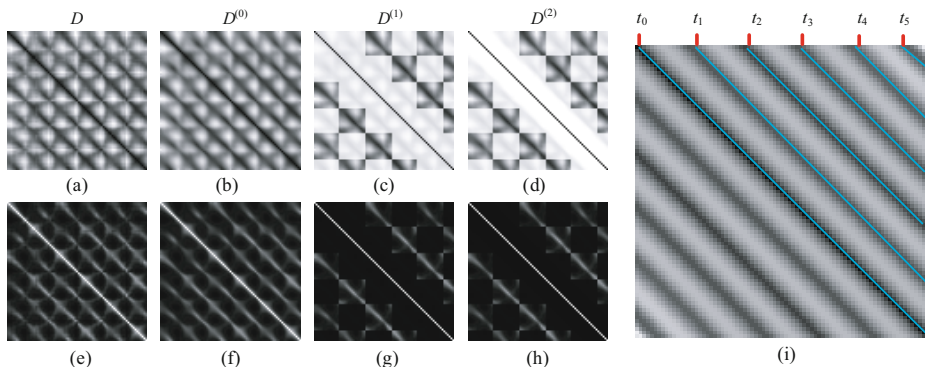 D D⁽⁰⁾ D⁽¹⁾ D⁽²⁾
t₀ t₁ t₂ t₃ t₄ t₅
(a) (b) (c) (d)
(e) (f) (g) (h)
(i)